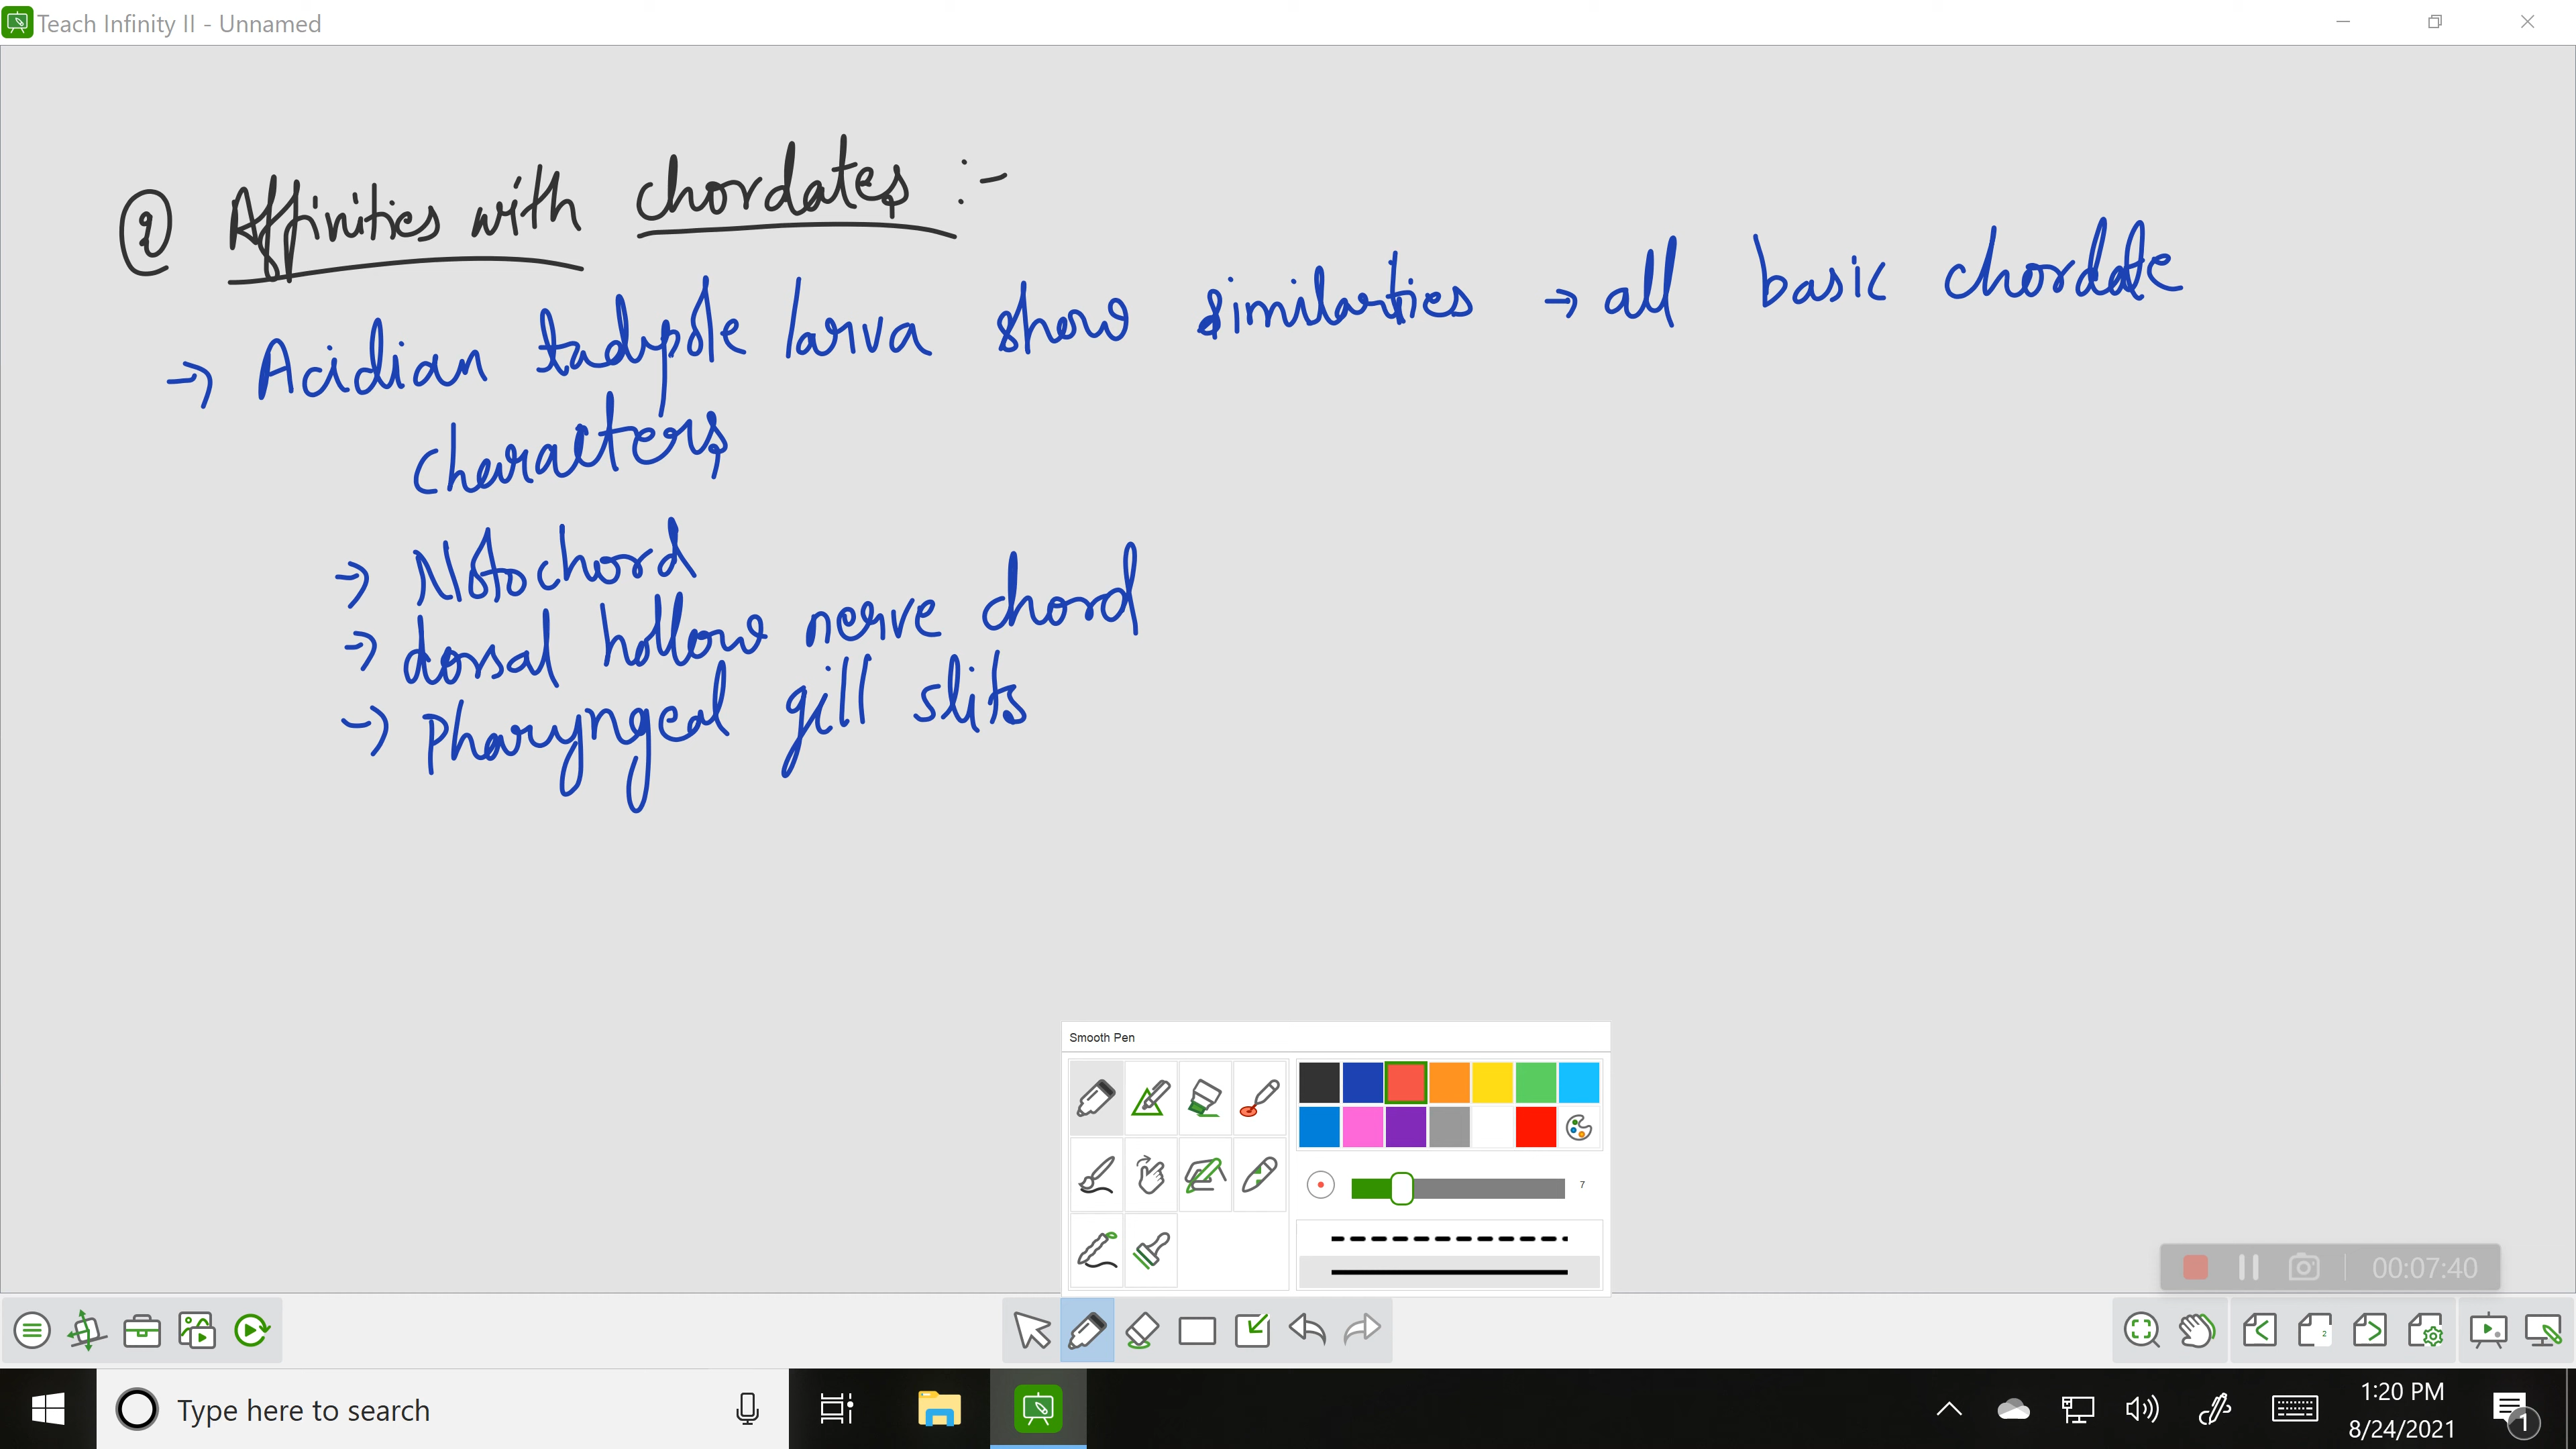 Teach Infinity II - Unnamed
② Affinities with chordates :-
→ Acidian tadpole larva show similarities → all basic chordate
characters
→ Notochord
→ dorsal hollow nerve chord
→ Pharyngeal gill slits
Smooth Pen
7
00:07:40
2
Type here to search
1:20 PM
8/24/2021
1